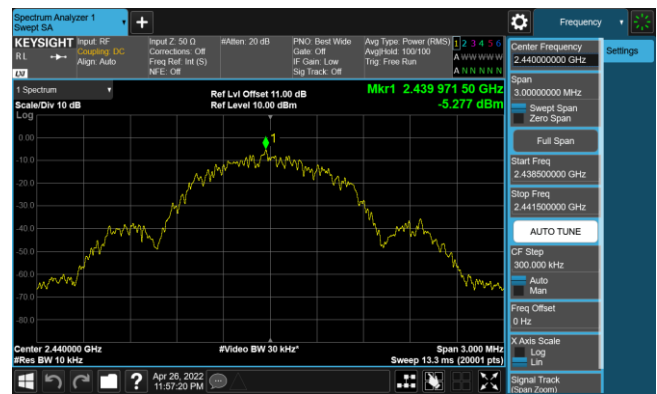 Spectrum Analyzer 1
Swept SA
+
Frequency
KEYSIGHT
RL
LXI
Input: RF
Coupling: DC
Align: Auto
Input Z: 50 Ω
Corrections: Off
Freq Ref: Int (S)
NFE: Off
#Atten: 20 dB
PNO: Best Wide
Gate: Off
IF Gain: Low
Sig Track: Off
Avg Type: Power (RMS)
Avg|Hold: 100/100
Trig: Free Run
1 2 3 4 5 6
A W W W W W
A N N N N N
1 Spectrum
Scale/Div 10 dB
Log
Ref Lvl Offset 11.00 dB
Ref Level 10.00 dBm
Mkr1 2.439 971 50 GHz
-5.277 dBm
1
0.00
-10.0
-20.0
-30.0
-40.0
-50.0
-60.0
-70.0
-80.0
Center 2.440000 GHz
#Res BW 10 kHz
#Video BW 30 kHz*
Span 3.000 MHz
Sweep 13.3 ms (20001 pts)
?
Apr 26, 2022
11:57:20 PM
Center Frequency
2.440000000 GHz
Span
3.00000000 MHz
Swept Span
Zero Span
Full Span
Start Freq
2.438500000 GHz
Stop Freq
2.441500000 GHz
AUTO TUNE
CF Step
300.000 kHz
Auto
Man
Freq Offset
0 Hz
X Axis Scale
Log
Lin
Signal Track
(Span Zoom)
Settings